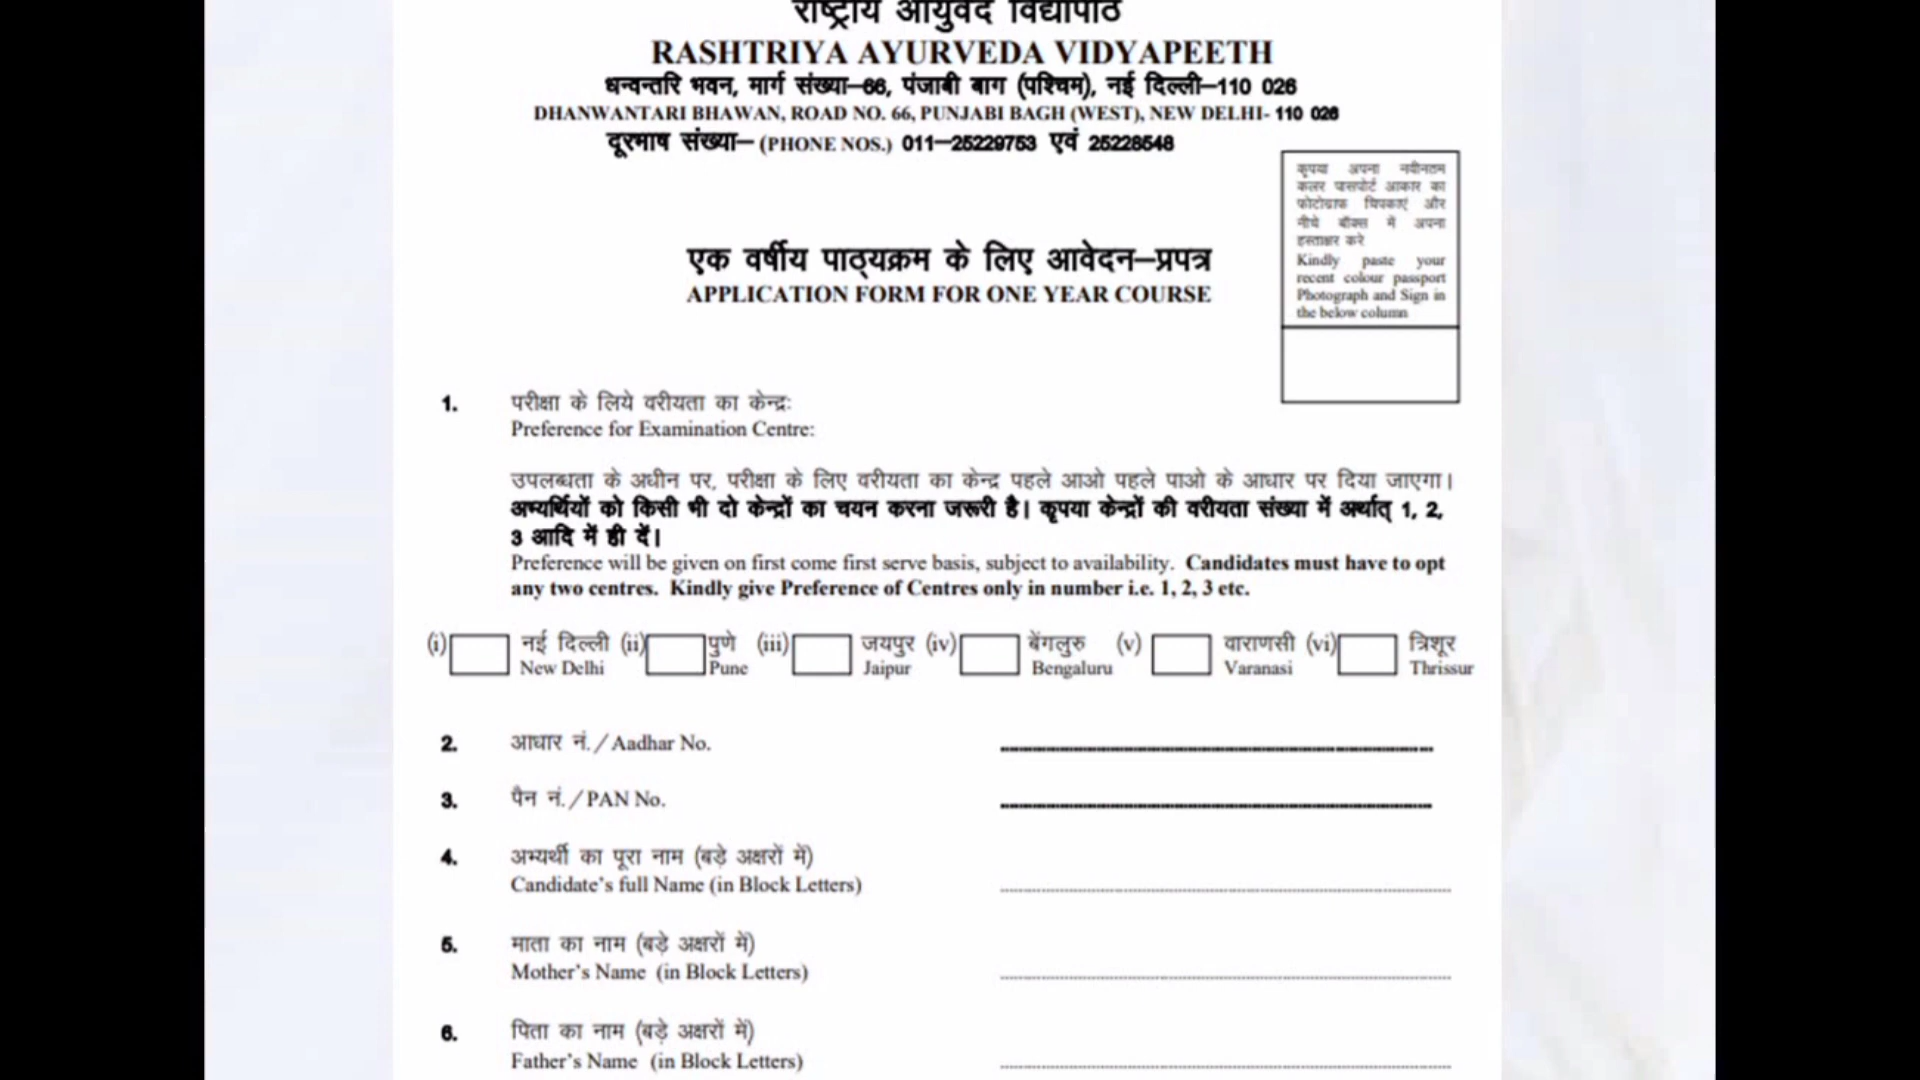 राष्ट्रीय आयुर्वेद विद्यापीठ
RASHTRIYA AYURVEDA VIDYAPEETH
धन्वन्तरि भवन, मार्ग संख्या–66, पंजाबी बाग (पश्चिम), नई दिल्ली–110 026
DHANWANTARI BHAWAN, ROAD NO. 66, PUNJABI BAGH (WEST), NEW DELHI- 110 026
दूरभाष संख्या– (PHONE NOS.) 011–25229753 एवं 25228548
कृपया अपना नवीनतम
कलर पासपोर्ट आकार का
फोटोग्राफ चिपकाएं और
नीचे बॉक्स में अपना
हस्ताक्षर करे
Kindly paste your
recent colour passport
Photograph and Sign in
the below column
एक वर्षीय पाठ्यक्रम के लिए आवेदन–प्रपत्र
APPLICATION FORM FOR ONE YEAR COURSE
1. परीक्षा के लिये वरीयता का केन्द्रः
Preference for Examination Centre:
उपलब्धता के अधीन पर, परीक्षा के लिए वरीयता का केन्द्र पहले आओ पहले पाओ के आधार पर दिया जाएगा।
अभ्यर्थियों को किसी भी दो केन्द्रों का चयन करना जरूरी है। कृपया केन्द्रों की वरीयता संख्या में अर्थात् 1, 2,
3 आदि में ही दें।
Preference will be given on first come first serve basis, subject to availability. Candidates must have to opt
any two centres. Kindly give Preference of Centres only in number i.e. 1, 2, 3 etc.
(i) नई दिल्ली (ii) पुणे (iii) जयपुर (iv) बेंगलुरु (v) वाराणसी (vi) त्रिशूर
New Delhi Pune Jaipur Bengaluru Varanasi Thrissur
2. आधार नं./Aadhar No.
3. पैन नं./PAN No.
4. अभ्यर्थी का पूरा नाम (बड़े अक्षरों में)
Candidate's full Name (in Block Letters)
5. माता का नाम (बड़े अक्षरों में)
Mother's Name (in Block Letters)
6. पिता का नाम (बड़े अक्षरों में)
Father's Name (in Block Letters)